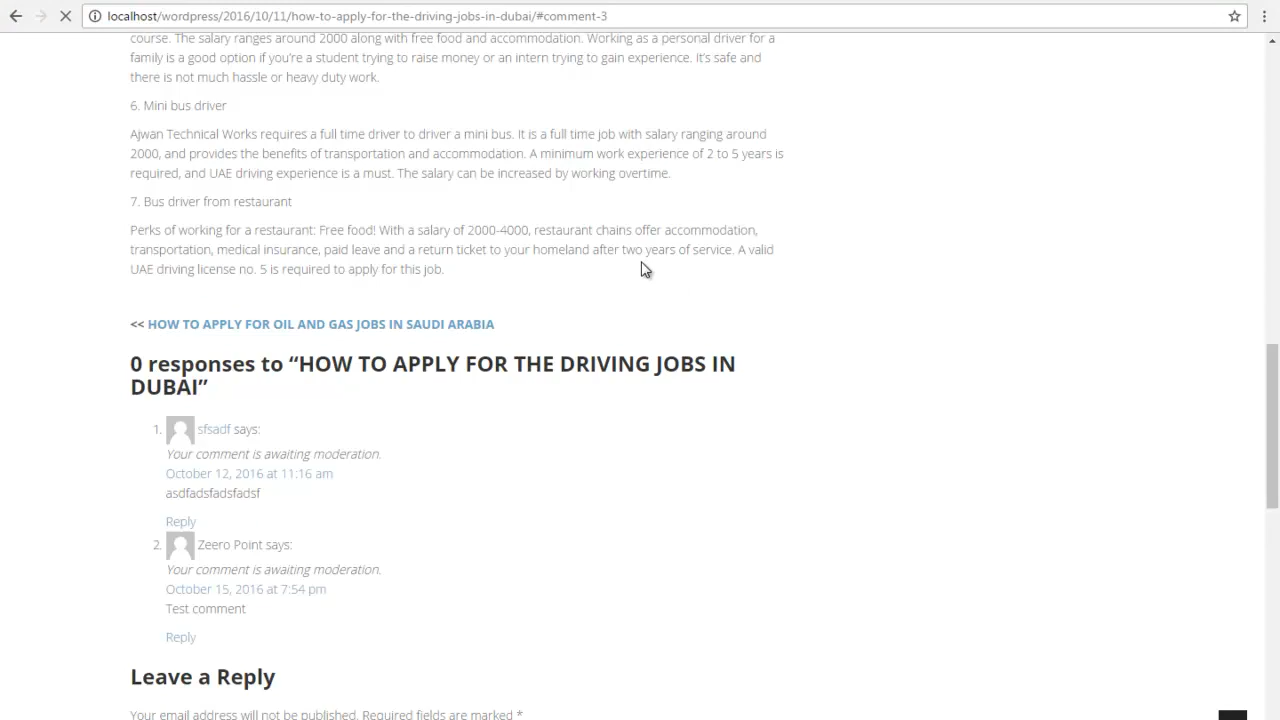 localhost/wordpress/2016/10/11/how-to-apply-for-the-driving-jobs-in-dubai/#comment-3
course. The salary ranges around 2000 along with free food and accommodation. Working as a personal driver for a
family is a good option if you're a student trying to raise money or an intern trying to gain experience. It's safe and
there is not much hassle or heavy duty work.
6. Mini bus driver
Ajwan Technical Works requires a full time driver to driver a mini bus. It is a full time job with salary ranging around
2000, and provides the benefits of transportation and accommodation. A minimum work experience of 2 to 5 years is
required, and UAE driving experience is a must. The salary can be increased by working overtime.
7. Bus driver from restaurant
Perks of working for a restaurant: Free food! With a salary of 2000-4000, restaurant chains offer accommodation,
transportation, medical insurance, paid leave and a return ticket to your homeland after two years of service. A valid
UAE driving license no. 5 is required to apply for this job.
<< HOW TO APPLY FOR OIL AND GAS JOBS IN SAUDI ARABIA
0 responses to “HOW TO APPLY FOR THE DRIVING JOBS IN
DUBAI”
1. sfsadf says:
Your comment is awaiting moderation.
October 12, 2016 at 11:16 am
asdfadsfadsfadsf
Reply
2. Zeero Point says:
Your comment is awaiting moderation.
October 15, 2016 at 7:54 pm
Test comment
Reply
Leave a Reply
Your email address will not be published. Required fields are marked *